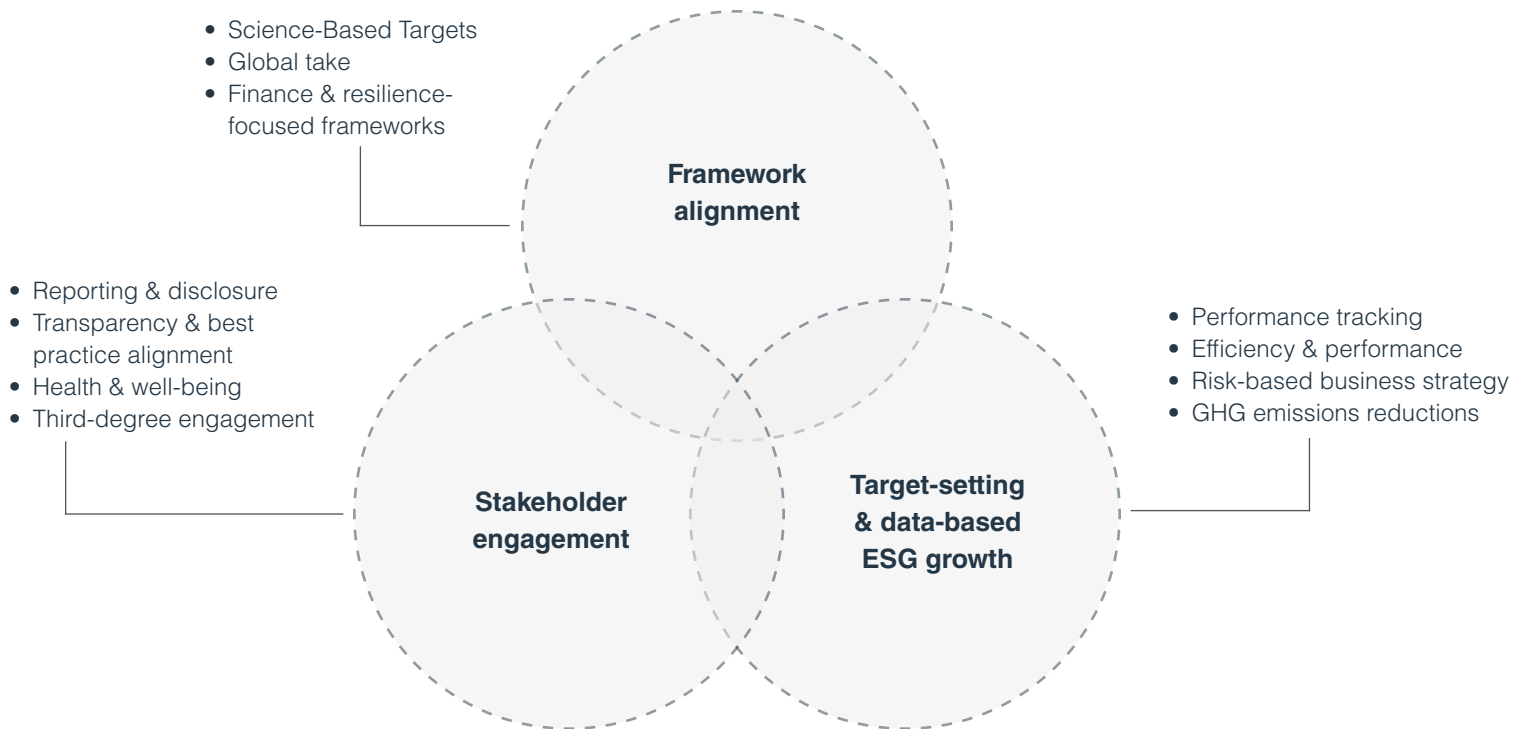 • Science-Based Targets
• Global take
• Finance & resilience-
focused frameworks
Framework
alignment
• Reporting & disclosure
• Transparency & best
practice alignment
• Health & well-being
• Third-degree engagement
• Performance tracking
• Efficiency & performance
• Risk-based business strategy
• GHG emissions reductions
Stakeholder
engagement
Target-setting
& data-based
ESG growth